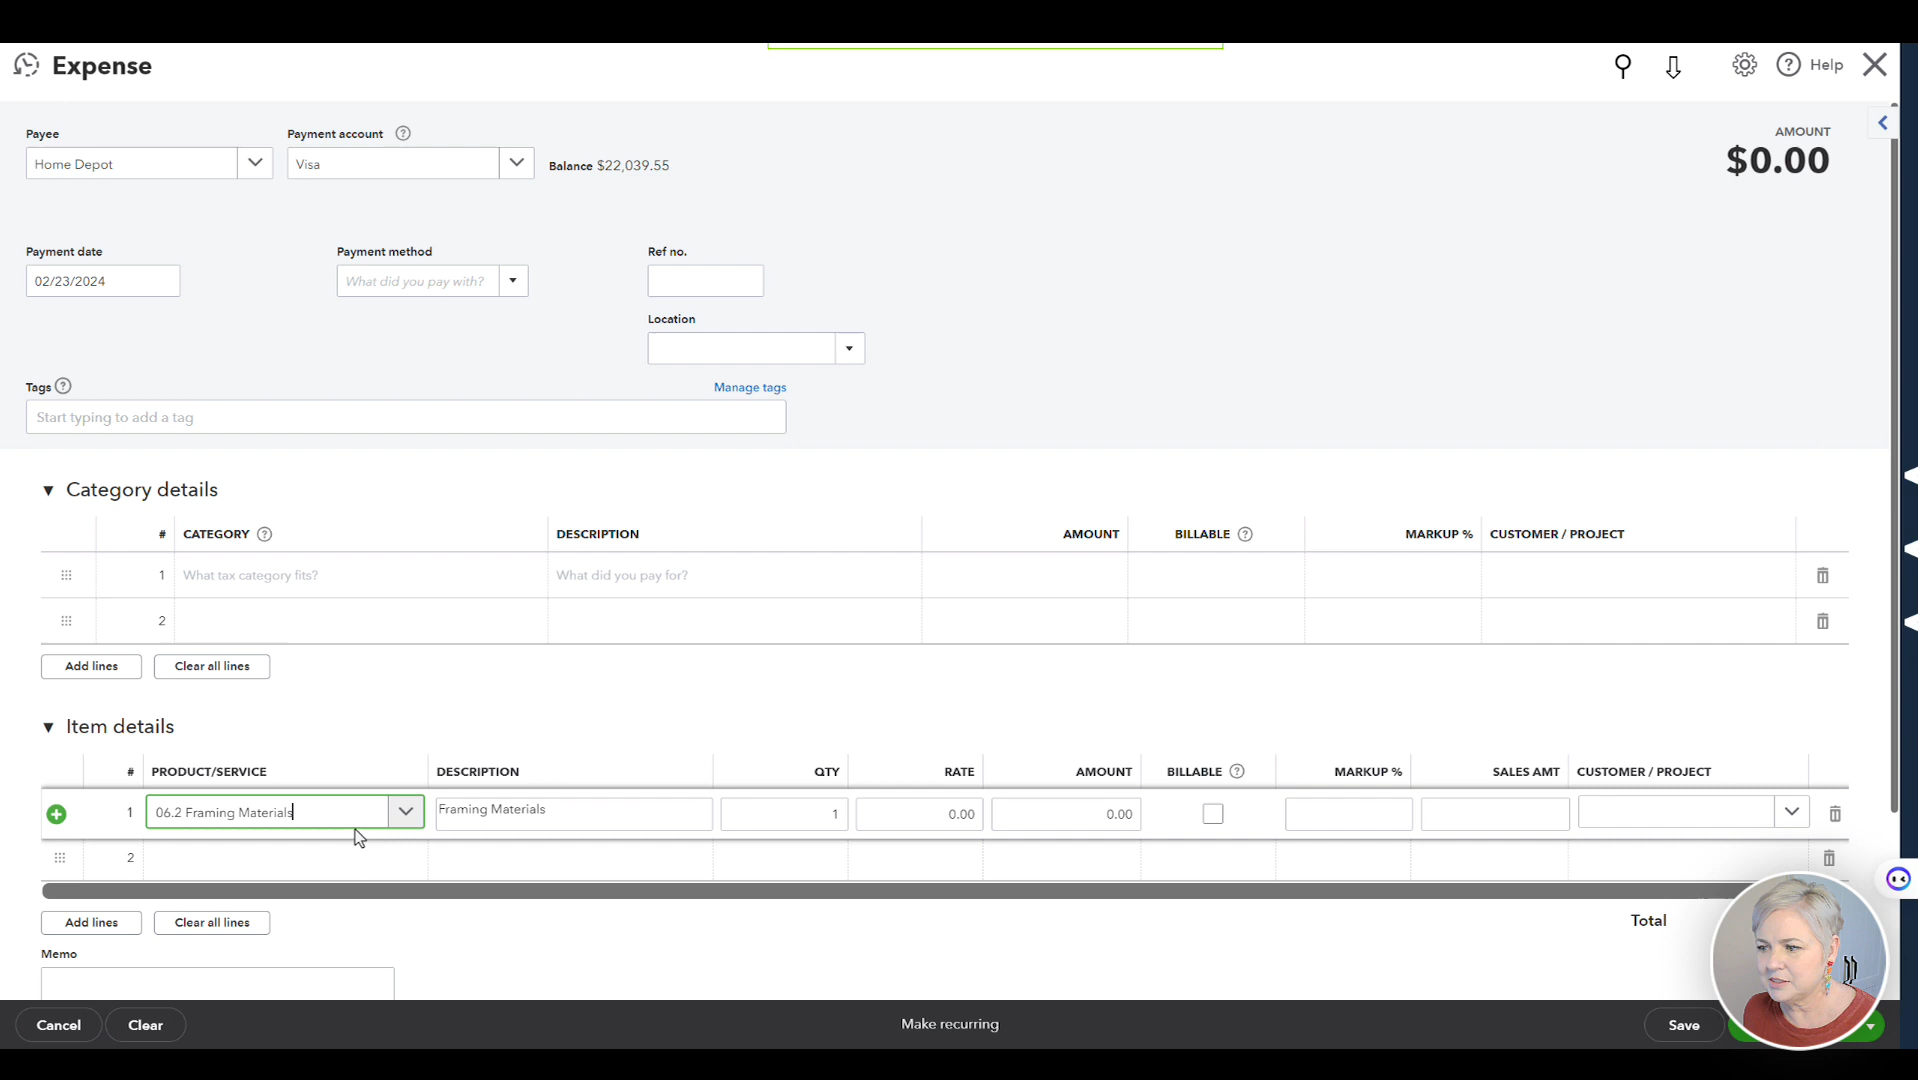 Expense
Help
Payee
Payment account
AMOUNT
Home Depot
Visa
Balance $22,039.55
$0.00
Payment date
Payment method
Ref no.
02/23/2024
What did you pay with?
Location
Tags
Manage tags
Start typing to add a tag
Category details
# CATEGORY DESCRIPTION AMOUNT BILLABLE MARKUP % CUSTOMER / PROJECT
1 What tax category fits? What did you pay for?
2
Add lines Clear all lines
Item details
# PRODUCT/SERVICE DESCRIPTION QTY RATE AMOUNT BILLABLE MARKUP % SALES AMT CUSTOMER / PROJECT
1 06.2 Framing Materials Framing Materials 1 0.00 0.00
2
Add lines Clear all lines
Total
Memo
Cancel Clear Make recurring Save